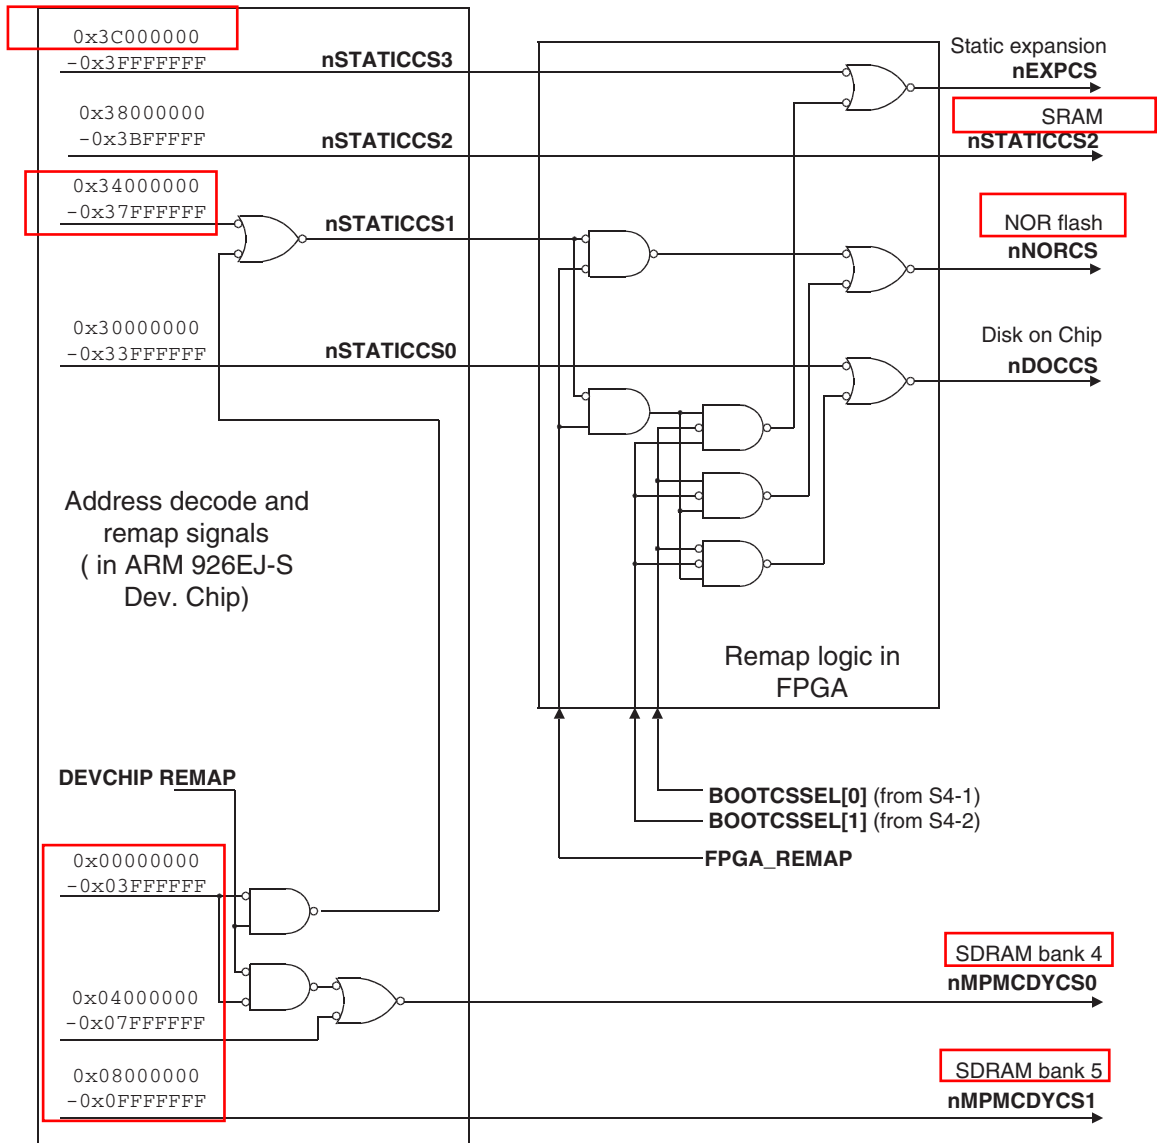 0x3C000000
-0x3FFFFFFF
nSTATICCS3
Static expansion
nEXPCS
0x38000000
-0x3BFFFFFF
nSTATICCS2
SRAM
nSTATICCS2
0x34000000
-0x37FFFFFF
nSTATICCS1
NOR flash
nNORCS
0x30000000
-0x33FFFFFF
nSTATICCS0
Disk on Chip
nDOCCS
Address decode and
remap signals
( in ARM 926EJ-S
Dev. Chip)
Remap logic in
FPGA
DEVCHIP REMAP
BOOTCSSEL[0] (from S4-1)
BOOTCSSEL[1] (from S4-2)
FPGA_REMAP
0x00000000
-0x03FFFFFF
SDRAM bank 4
nMPMCDYCS0
0x04000000
-0x07FFFFFF
0x08000000
-0x0FFFFFFF
SDRAM bank 5
nMPMCDYCS1